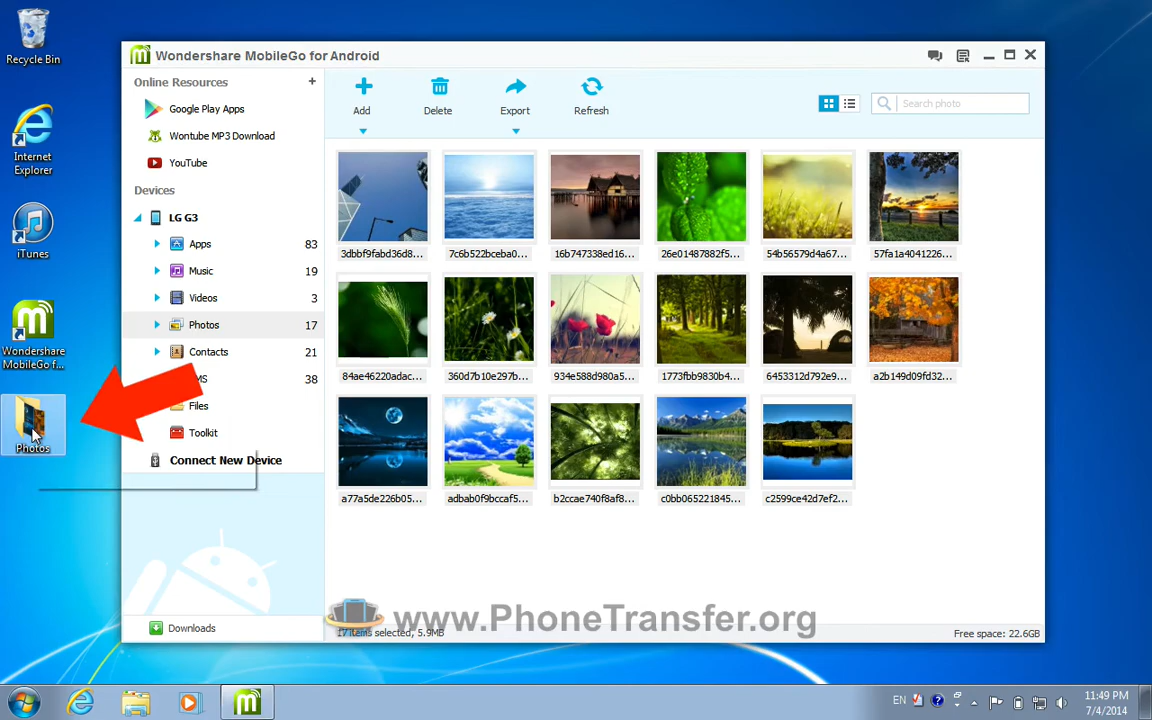 Recycle Bin
Internet
Explorer
iTunes
Wondershare
MobileGo f...
Photos
Wondershare MobileGo for Android
Online Resources +
Google Play Apps
Wontube MP3 Download
YouTube
Devices
LG G3
Apps 83
Music 19
Videos 3
Photos 17
Contacts 21
MS 38
Files
Toolkit
Connect New Device
Downloads
Add
Delete
Export
Refresh
Search photo
3dbbf9fabd36d8...
7c6b522bceba0...
16b747338ed16...
26e01487882f5...
54b56579d4a67...
57fa1a4041226...
84ae46220adac...
360d7b10e297b...
934e588d980a5...
1773fbb9830b4...
6453312d792e9...
a2b149d09fd32...
a77a5de226b05...
adbab0f9bccaf5...
b2ccae740f8af8...
c0bb065221845...
c2599ce42d7ef2...
www.PhoneTransfer.org
17 items selected, 5.9MB
Free space: 22.6GB
EN
11:49 PM
7/4/2014